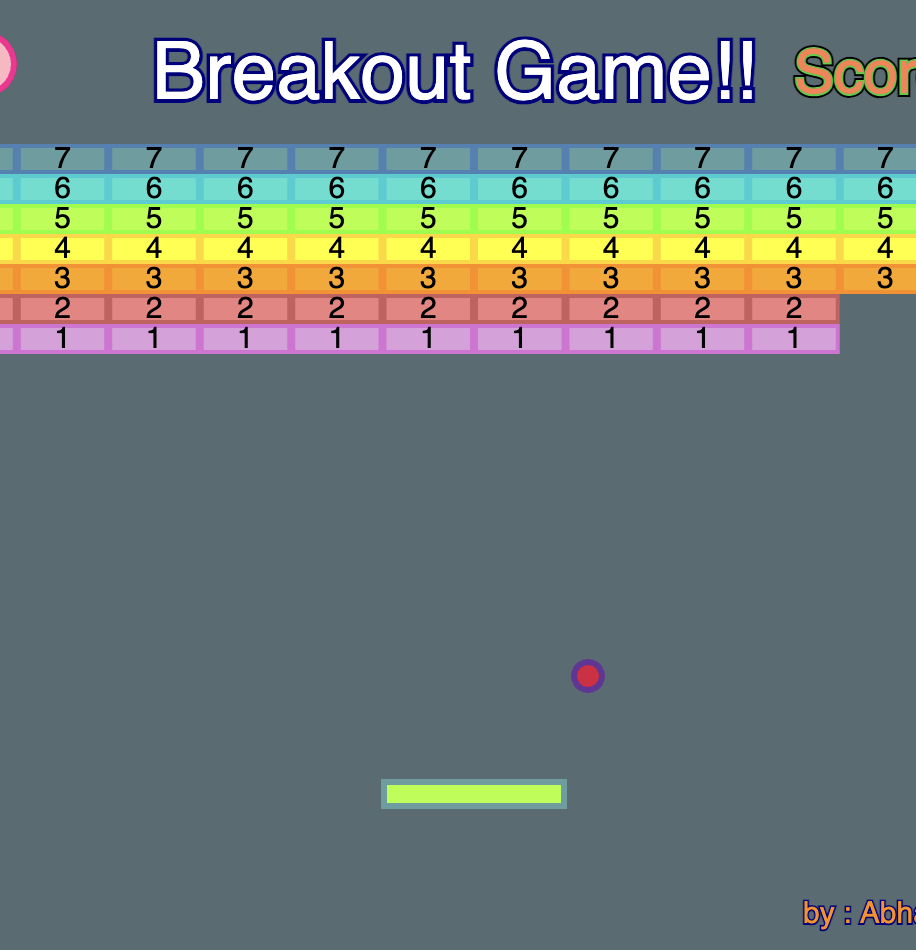 Breakout Game!! Scor
7 7 7 7 7 7 7 7 7 7
6 6 6 6 6 6 6 6 6 6
5 5 5 5 5 5 5 5 5 5
4 4 4 4 4 4 4 4 4 4
3 3 3 3 3 3 3 3 3 3
2 2 2 2 2 2 2 2 2
1 1 1 1 1 1 1 1 1
by : Abha